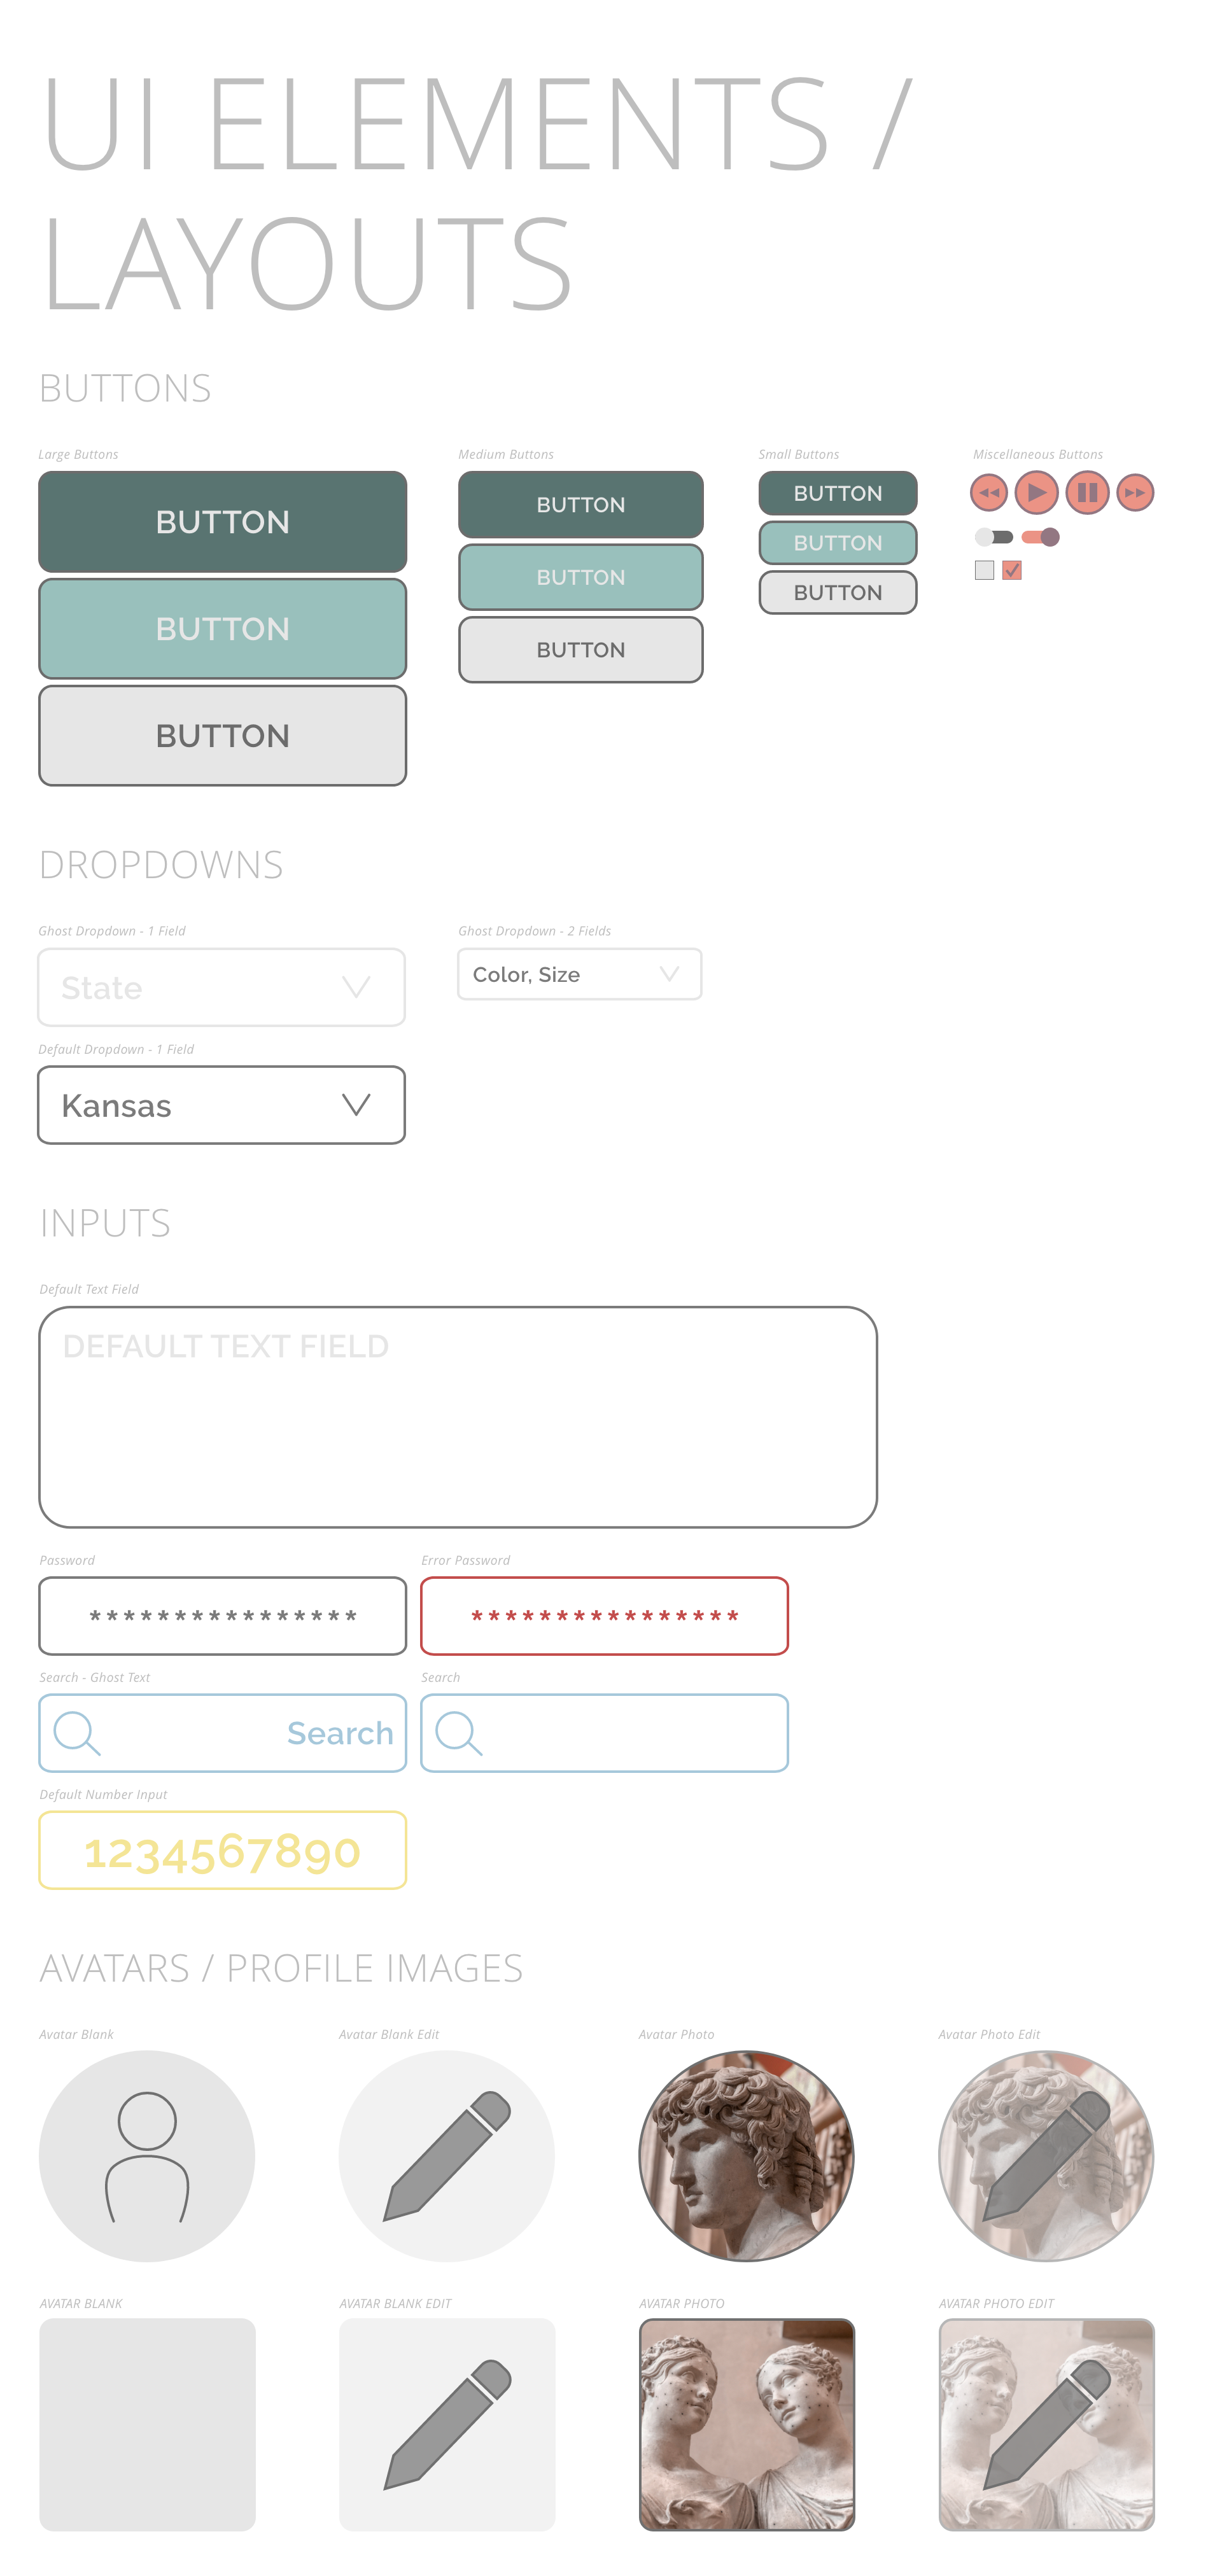 UI ELEMENTS /
LAYOUTS
BUTTONS
Large Buttons
BUTTON
BUTTON
BUTTON
Medium Buttons
BUTTON
BUTTON
BUTTON
Small Buttons
BUTTON
BUTTON
BUTTON
Miscellaneous Buttons
DROPDOWNS
Ghost Dropdown - 1 Field
State
Ghost Dropdown - 2 Fields
Color, Size
Default Dropdown - 1 Field
Kansas
INPUTS
Default Text Field
DEFAULT TEXT FIELD
Password
****************
Error Password
****************
Search - Ghost Text
Search
Search
Default Number Input
1234567890
AVATARS / PROFILE IMAGES
Avatar Blank
Avatar Blank Edit
Avatar Photo
Avatar Photo Edit
AVATAR BLANK
AVATAR BLANK EDIT
AVATAR PHOTO
AVATAR PHOTO EDIT